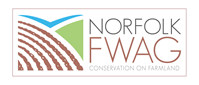 NORFOLK
FWAG
CONSERVATION ON FARMLAND